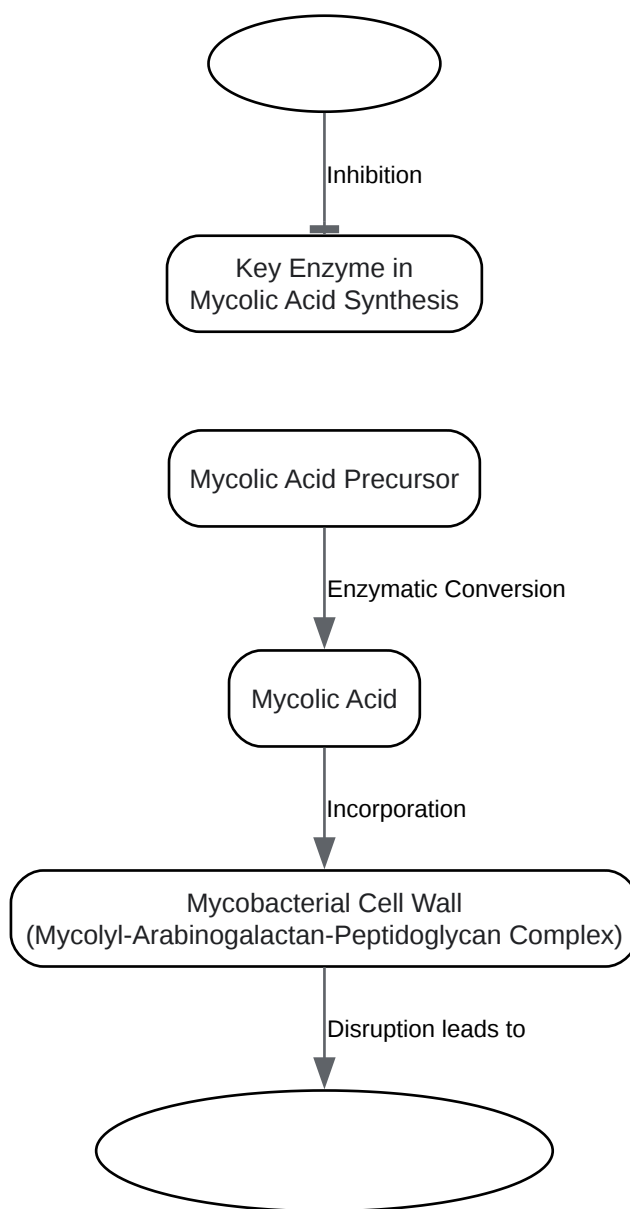 Inhibition
Key Enzyme in
Mycolic Acid Synthesis
Mycolic Acid Precursor
Enzymatic Conversion
Mycolic Acid
Incorporation
Mycobacterial Cell Wall
(Mycolyl-Arabinogalactan-Peptidoglycan Complex)
Disruption leads to